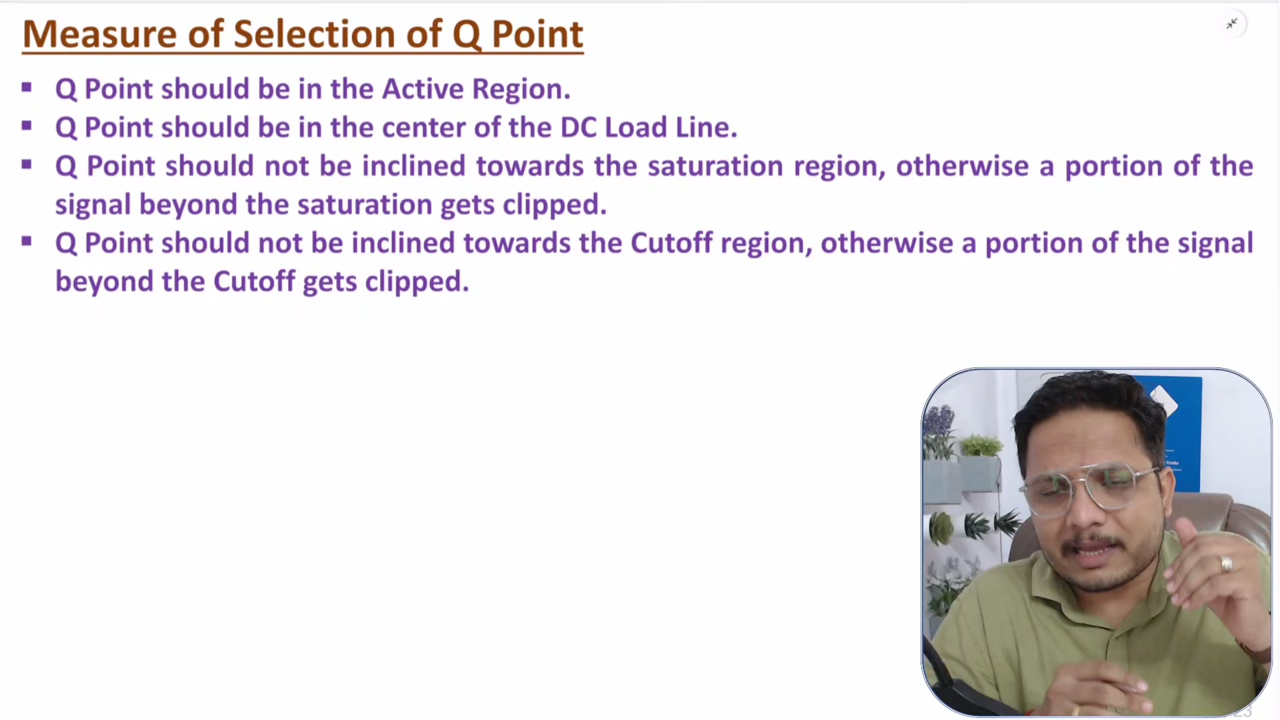 Measure of Selection of Q Point
▪ Q Point should be in the Active Region.
▪ Q Point should be in the center of the DC Load Line.
▪ Q Point should not be inclined towards the saturation region, otherwise a portion of the
signal beyond the saturation gets clipped.
▪ Q Point should not be inclined towards the Cutoff region, otherwise a portion of the signal
beyond the Cutoff gets clipped.
23